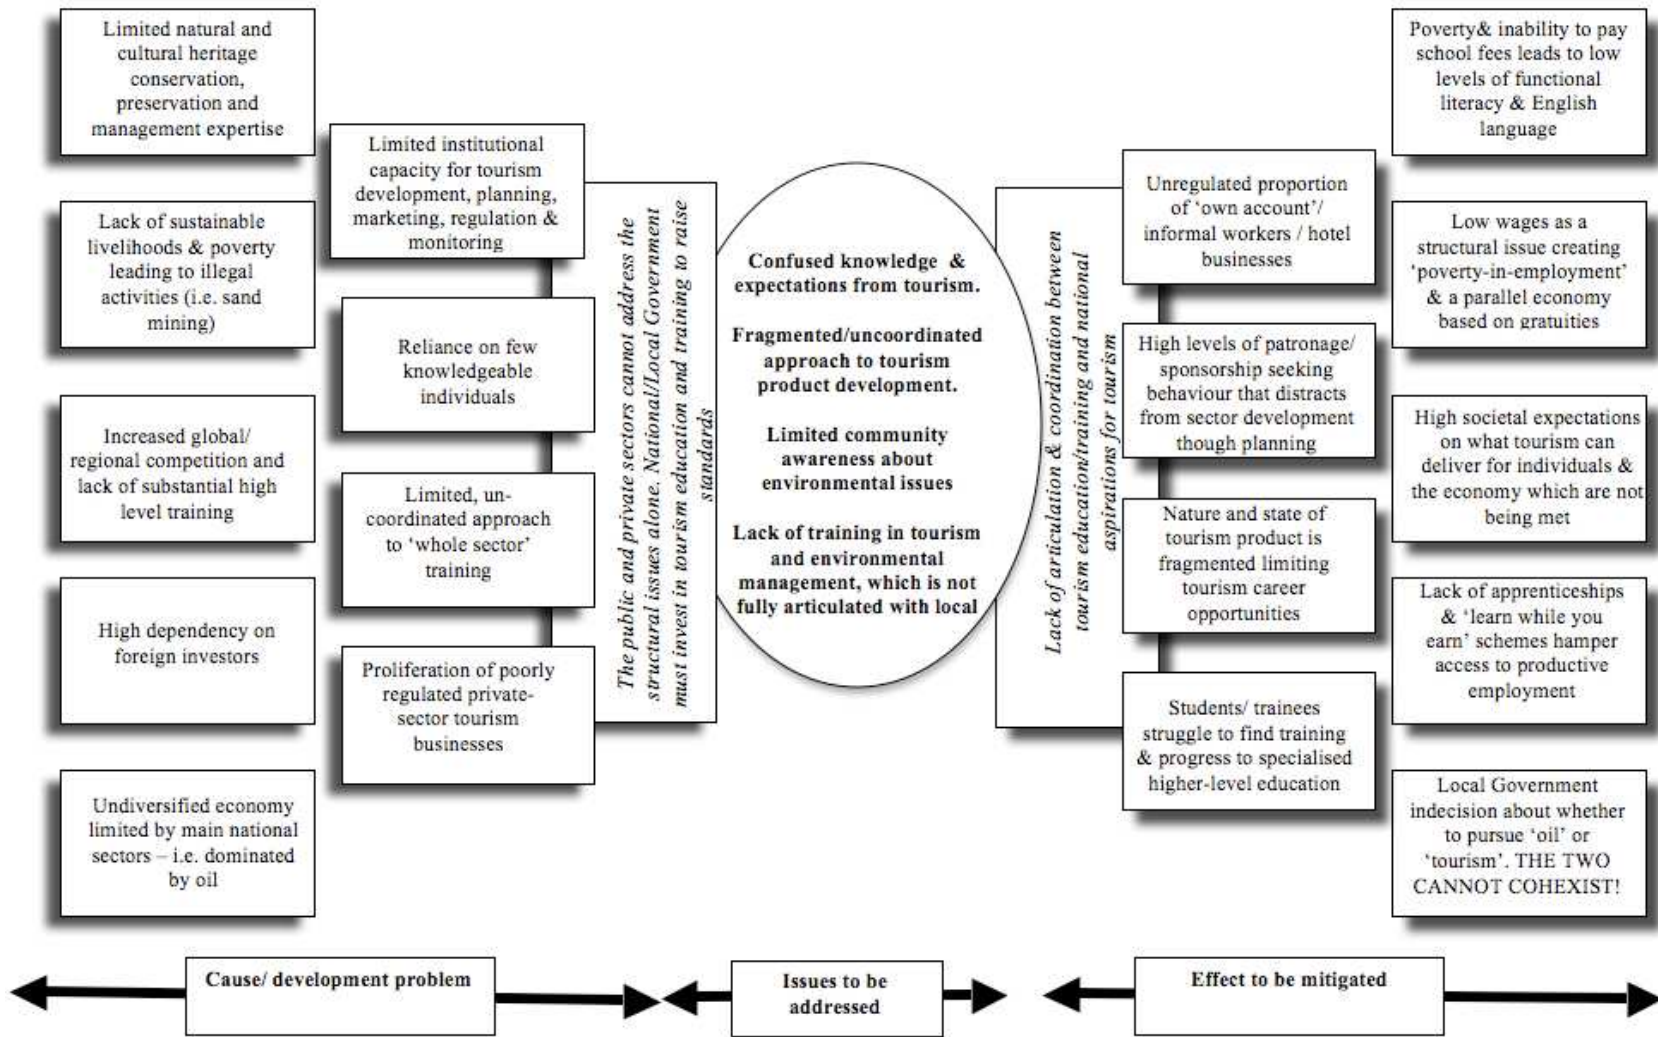 Limited natural and
cultural heritage
conservation,
preservation and
management expertise
Lack of sustainable
livelihoods & poverty
leading to illegal
activities (i.e. sand
mining)
Increased global/
regional competition and
lack of substantial high
level training
High dependency on
foreign investors
Undiversified economy
limited by main national
sectors – i.e. dominated
by oil
Limited institutional
capacity for tourism
development, planning,
marketing, regulation &
monitoring
Reliance on few
knowledgeable
individuals
Limited, un-
coordinated approach
to ‘whole sector’
training
Proliferation of poorly
regulated private-
sector tourism
businesses
The public and private sectors cannot address the
structural issues alone. National/Local Government
must invest in tourism education and training to raise
standards
Confused knowledge &
expectations from tourism.
Fragmented/uncoordinated
approach to tourism
product development.
Limited community
awareness about
environmental issues
Lack of training in tourism
and environmental
management, which is not
fully articulated with local
Lack of articulation & coordination between
tourism education/training and national
aspirations for tourism
Unregulated proportion
of ‘own account’/
informal workers / hotel
businesses
High levels of patronage/
sponsorship seeking
behaviour that distracts
from sector development
though planning
Nature and state of
tourism product is
fragmented limiting
tourism career
opportunities
Students/ trainees
struggle to find training
& progress to specialised
higher-level education
Poverty& inability to pay
school fees leads to low
levels of functional
literacy & English
language
Low wages as a
structural issue creating
‘poverty-in-employment’
& a parallel economy
based on gratuities
High societal expectations
on what tourism can
deliver for individuals &
the economy which are not
being met
Lack of apprenticeships
& ‘learn while you
earn’ schemes hamper
access to productive
employment
Local Government
indecision about whether
to pursue ‘oil’ or
‘tourism’. THE TWO
CANNOT COHEXIST!
Cause/ development problem
Issues to be
addressed
Effect to be mitigated